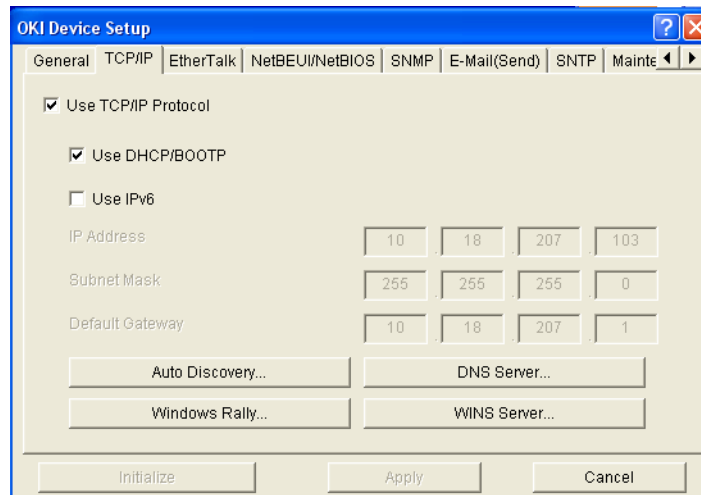 OKI Device Setup
General TCP/IP EtherTalk NetBEUI/NetBIOS SNMP E-Mail(Send) SNTP Mainte
Use TCP/IP Protocol
Use DHCP/BOOTP
Use IPv6
IP Address 10 . 18 . 207 . 103
Subnet Mask 255 . 255 . 255 . 0
Default Gateway 10 . 18 . 207 . 1
Auto Discovery... DNS Server...
Windows Rally... WINS Server...
Initialize Apply Cancel